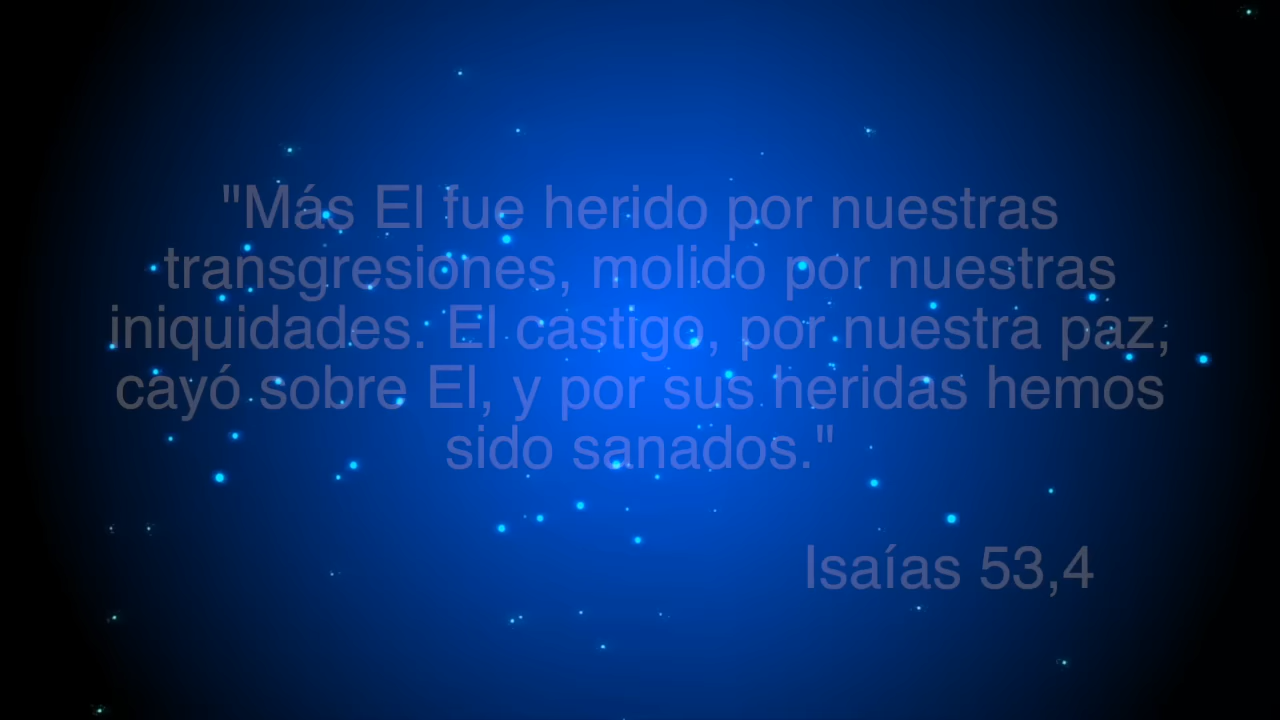 "Más El fue herido por nuestras
transgresiones, molido por nuestras
iniquidades. El castigo, por nuestra paz,
cayó sobre El, y por sus heridas hemos
sido sanados."
Isaías 53,4